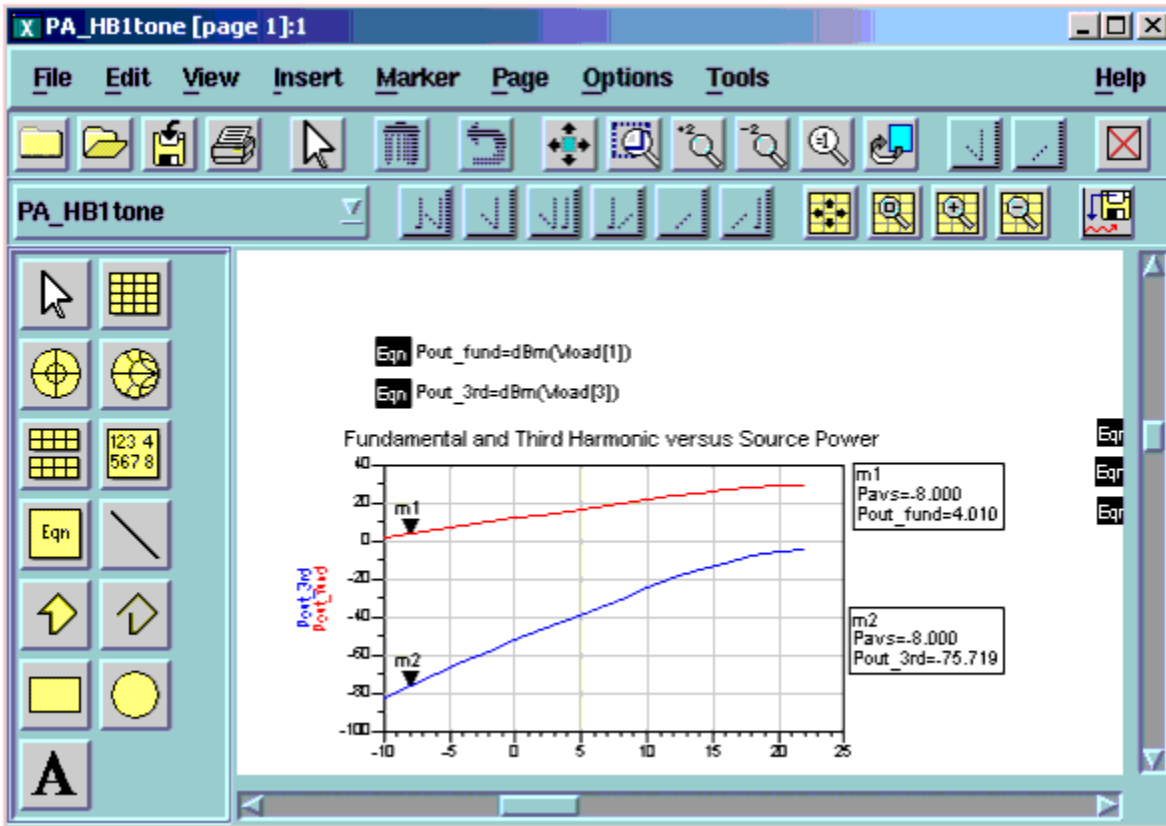 PA_HB1tone [page 1]:1
File Edit View Insert Marker Page Options Tools Help
+2 -2 -1
PA_HB1tone
123 4
567 8
Eqn
A
Eqn Pout_fund=dBm(Vload[1])
Eqn Pout_3rd=dBm(Vload[3])
Eqn
Eqn
Eqn
Fundamental and Third Harmonic versus Source Power
Pout_3rd
Pout_fund
40
20
0
-20
-40
-60
-80
-100
-10 -5 0 5 10 15 20 25
m1
m2
m1
Pavs=-8.000
Pout_fund=4.010
m2
Pavs=-8.000
Pout_3rd=-75.719